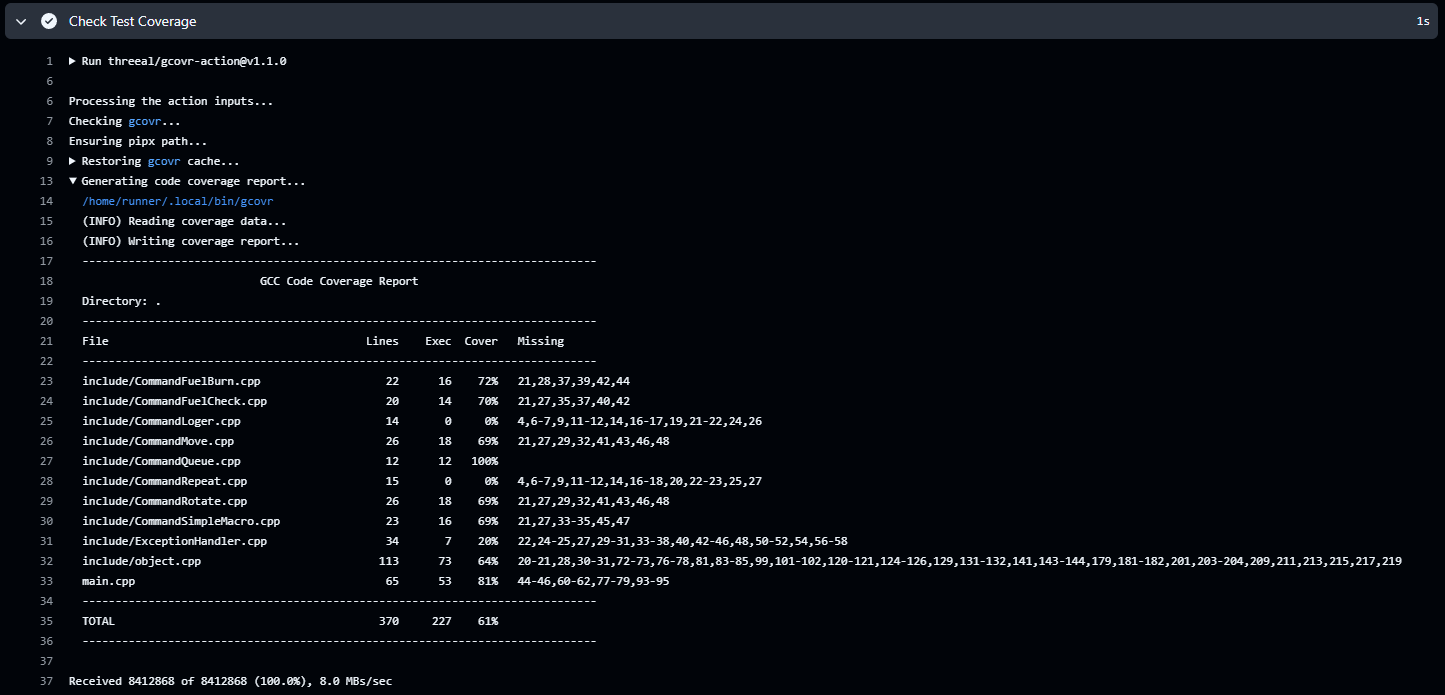 Check Test Coverage 1s
1 Run threeal/gcovr-action@v1.1.0
6
6 Processing the action inputs...
7 Checking gcovr...
8 Ensuring pipx path...
9 Restoring gcovr cache...
13 Generating code coverage report...
14 /home/runner/.local/bin/gcovr
15 (INFO) Reading coverage data...
16 (INFO) Writing coverage report...
17 ------------------------------------------------------------------------------
18 GCC Code Coverage Report
19 Directory: .
20 ------------------------------------------------------------------------------
21 File Lines Exec Cover Missing
22 ------------------------------------------------------------------------------
23 include/CommandFuelBurn.cpp 22 16 72% 21,28,37,39,42,44
24 include/CommandFuelCheck.cpp 20 14 70% 21,27,35,37,40,42
25 include/CommandLoger.cpp 14 0 0% 4,6-7,9,11-12,14,16-17,19,21-22,24,26
26 include/CommandMove.cpp 26 18 69% 21,27,29,32,41,43,46,48
27 include/CommandQueue.cpp 12 12 100%
28 include/CommandRepeat.cpp 15 0 0% 4,6-7,9,11-12,14,16-18,20,22-23,25,27
29 include/CommandRotate.cpp 26 18 69% 21,27,29,32,41,43,46,48
30 include/CommandSimpleMacro.cpp 23 16 69% 21,27,33-35,45,47
31 include/ExceptionHandler.cpp 34 7 20% 22,24-25,27,29-31,33-38,40,42-46,48,50-52,54,56-58
32 include/object.cpp 113 73 64% 20-21,28,30-31,72-73,76-78,81,83-85,99,101-102,120-121,124-126,129,131-132,141,143-144,179,181-182,201,203-204,209,211,213,215,217,219
33 main.cpp 65 53 81% 44-46,60-62,77-79,93-95
34 ------------------------------------------------------------------------------
35 TOTAL 370 227 61%
36 ------------------------------------------------------------------------------
37
37 Received 8412868 of 8412868 (100.0%), 8.0 MBs/sec